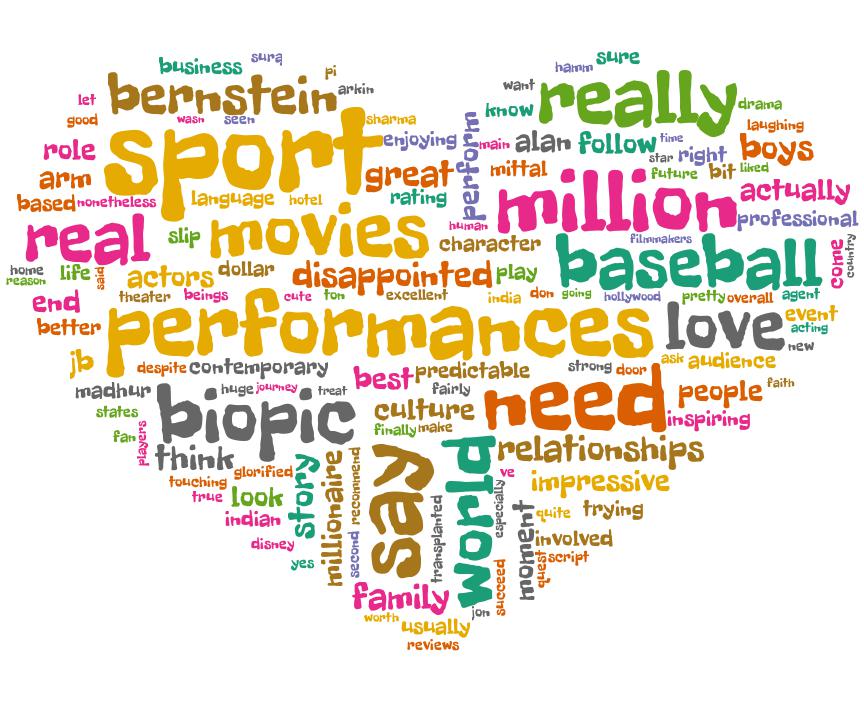 business
suraj
sure
hamm
pi
arkin
let
bernstein
want
know
really
drama
good
wasn
seen
sharma
enjoying
perform
main
alan
follow
time
laughing
role
sport
star
right
boys
arm
great
mittal
future
bit
liked
based
nonetheless
language
hotel
rating
million
actually
professional
human
real
slip
movies
character
filmmakers
baseball
come
country
home
reason
life
said
actors
dollar
disappointed
play
end
theater
beings
cute
ton
excellent
india
don
going
hollywood
pretty
overall
agent
better
performances
love
event
acting
new
jb
despite
contemporary
best
predictable
strong
door
ask
audience
madhur
huge
journey
treat
fairly
need
people
faith
states
biopic
culture
inspiring
fan
players
finally
make
think
say
world
relationships
touching
glorified
story
millionaire
recommend
ve
impressive
true
look
transplanted
especially
quite
trying
indian
moment
disney
second
involved
yes
succeed
quest
script
family
jon
worth
usually
reviews